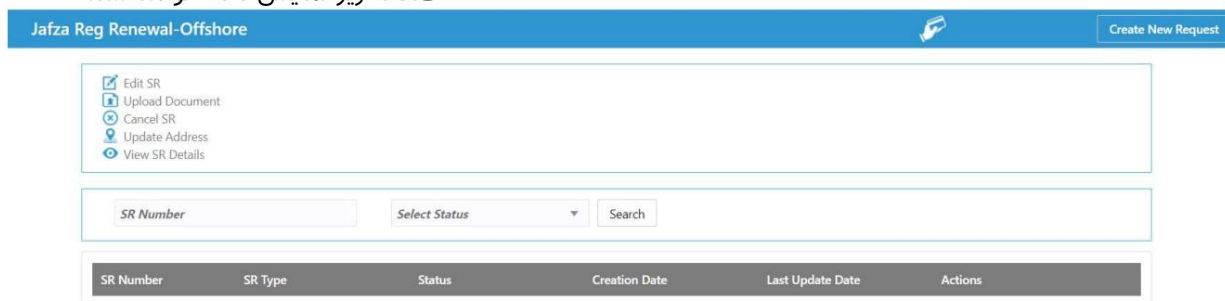 Jafza Reg Renewal-Offshore
Create New Request
Edit SR
Upload Document
Cancel SR
Update Address
View SR Details
SR Number Select Status Search
SR Number SR Type Status Creation Date Last Update Date Actions